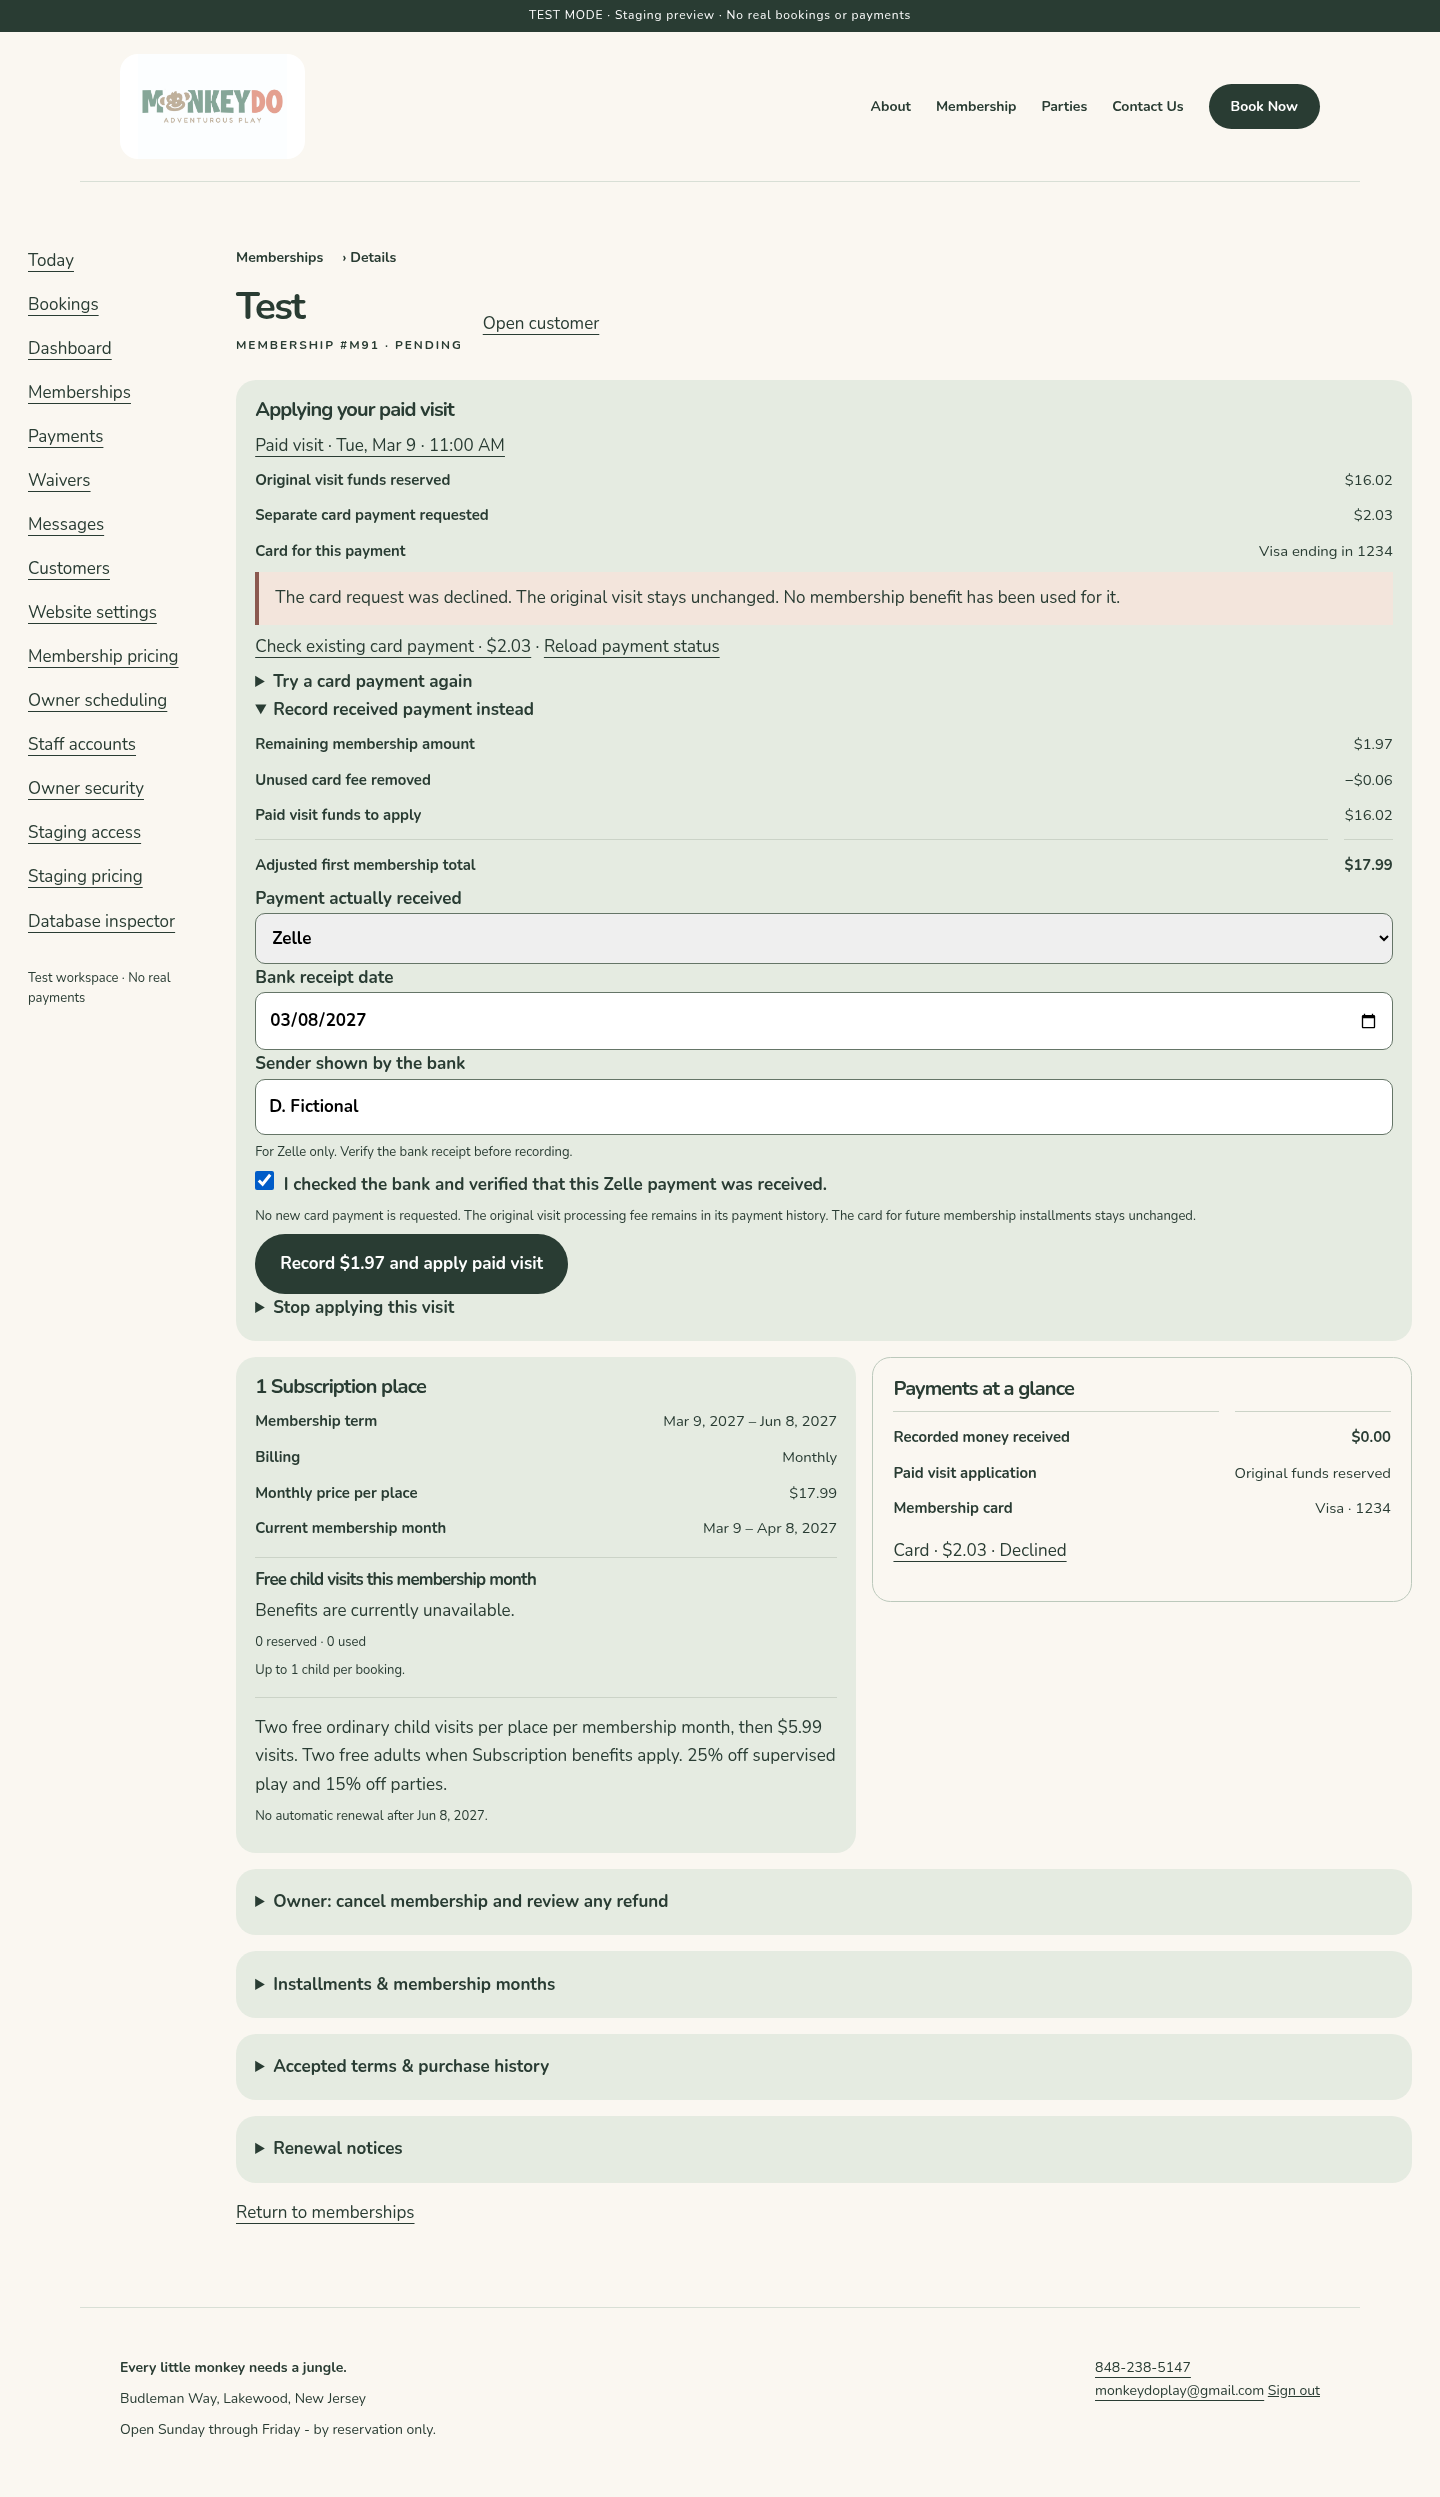 TEST MODE · Staging preview · No real bookings or payments
MONKEYDO
ADVENTUROUS PLAY
About
Membership
Parties
Contact Us
Book Now
Today
Bookings
Dashboard
Memberships
Payments
Waivers
Messages
Customers
Website settings
Membership pricing
Owner scheduling
Staff accounts
Owner security
Staging access
Staging pricing
Database inspector
Test workspace · No real
payments
Memberships › Details
Test
MEMBERSHIP #M91 · PENDING
Open customer
Applying your paid visit
Paid visit · Tue, Mar 9 · 11:00 AM
Original visit funds reserved $16.02
Separate card payment requested $2.03
Card for this payment Visa ending in 1234
The card request was declined. The original visit stays unchanged. No membership benefit has been used for it.
Check existing card payment · $2.03 · Reload payment status
▶ Try a card payment again
▼ Record received payment instead
Remaining membership amount $1.97
Unused card fee removed −$0.06
Paid visit funds to apply $16.02
Adjusted first membership total $17.99
Payment actually received
Zelle
Bank receipt date
03/08/2027
Sender shown by the bank
D. Fictional
For Zelle only. Verify the bank receipt before recording.
I checked the bank and verified that this Zelle payment was received.
No new card payment is requested. The original visit processing fee remains in its payment history. The card for future membership installments stays unchanged.
Record $1.97 and apply paid visit
▶ Stop applying this visit
1 Subscription place
Membership term Mar 9, 2027 – Jun 8, 2027
Billing Monthly
Monthly price per place $17.99
Current membership month Mar 9 – Apr 8, 2027
Free child visits this membership month
Benefits are currently unavailable.
0 reserved · 0 used
Up to 1 child per booking.
Two free ordinary child visits per place per membership month, then $5.99
visits. Two free adults when Subscription benefits apply. 25% off supervised
play and 15% off parties.
No automatic renewal after Jun 8, 2027.
Payments at a glance
Recorded money received $0.00
Paid visit application Original funds reserved
Membership card Visa · 1234
Card · $2.03 · Declined
▶ Owner: cancel membership and review any refund
▶ Installments & membership months
▶ Accepted terms & purchase history
▶ Renewal notices
Return to memberships
Every little monkey needs a jungle.
Budleman Way, Lakewood, New Jersey
Open Sunday through Friday - by reservation only.
848-238-5147
monkeydoplay@gmail.com Sign out